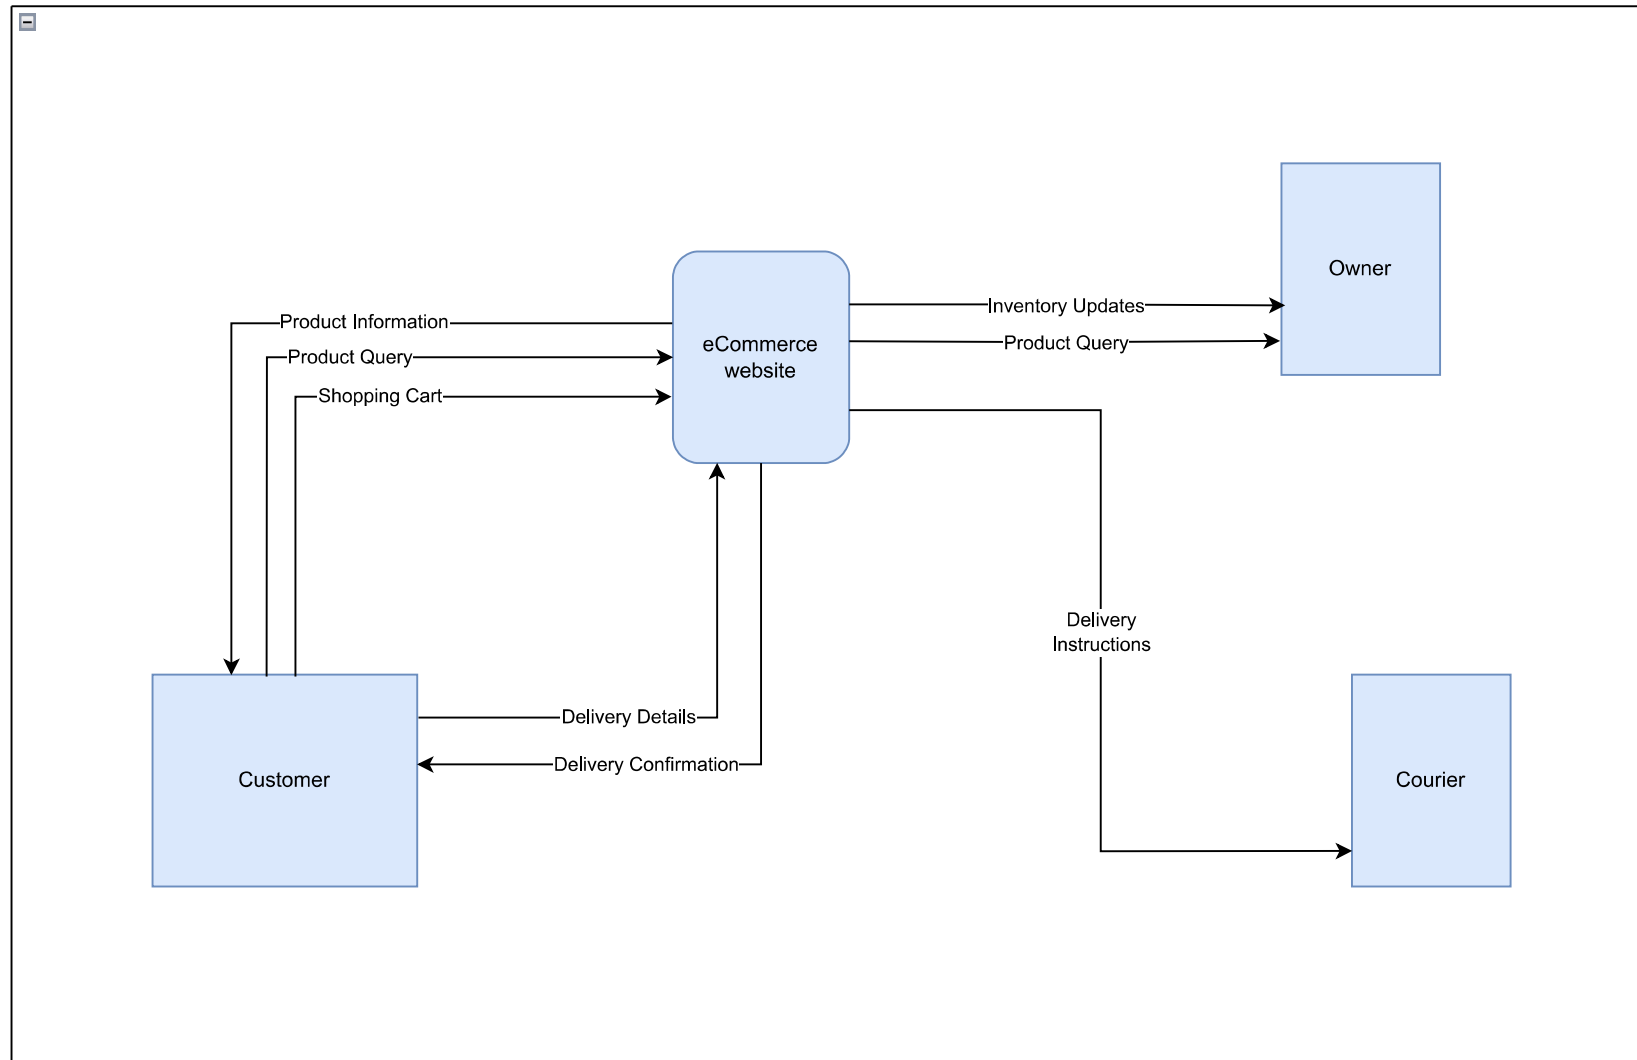 Owner
eCommerce
website
Inventory Updates
Product Information
Product Query
Product Query
Shopping Cart
Delivery
Instructions
Delivery Details
Delivery Confirmation
Customer
Courier